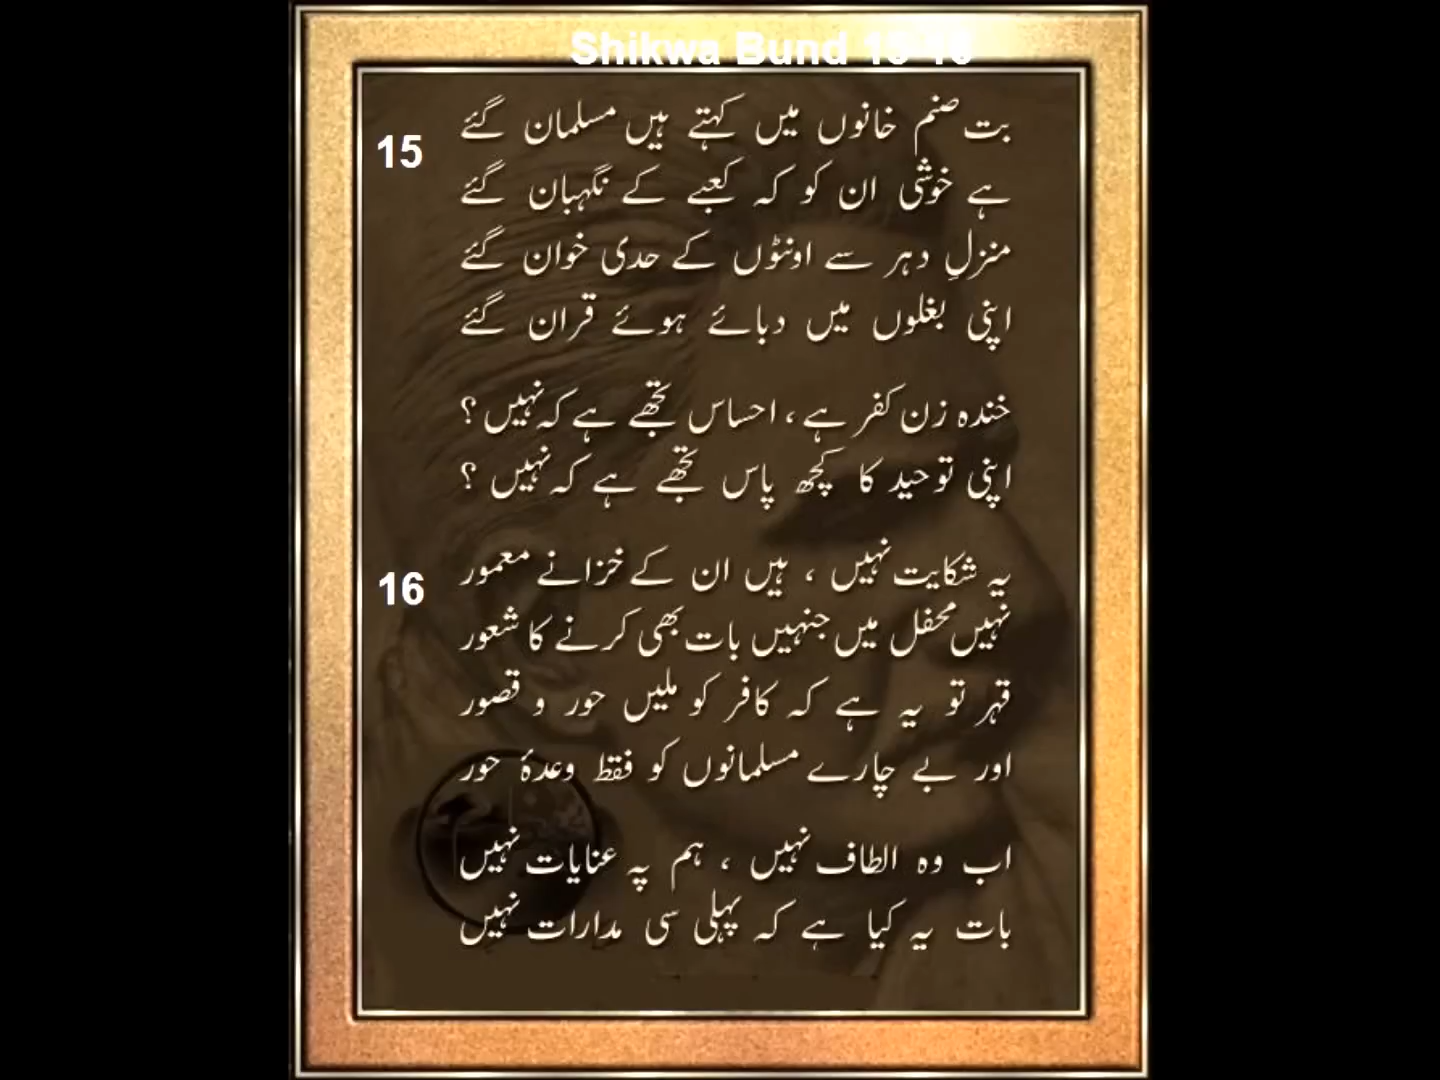 Shikwa Bund 15-16
15
بت صنم خانوں میں کہتے ہیں مسلمان گئے
ہے خوشی ان کو کہ کعبے کے نگہبان گئے
منزلِ دہر سے اونٹوں کے حدی خوان گئے
اپنی بغلوں میں دبائے ہوئے قران گئے
خندہ زن کفر ہے، احساس تجھے ہے کہ نہیں؟
اپنی توحید کا کچھ پاس تجھے ہے کہ نہیں؟
16
یہ شکایت نہیں، ہیں ان کے خزانے معمور
نہیں محفل میں جنہیں بات بھی کرنے کا شعور
قہر تو یہ ہے کہ کافر کو ملیں حور و قصور
اور بے چارے مسلمانوں کو فقط وعدۂ حور
اب وہ الطاف نہیں، ہم پہ عنایات نہیں
بات یہ کیا ہے کہ پہلی سی مدارات نہیں